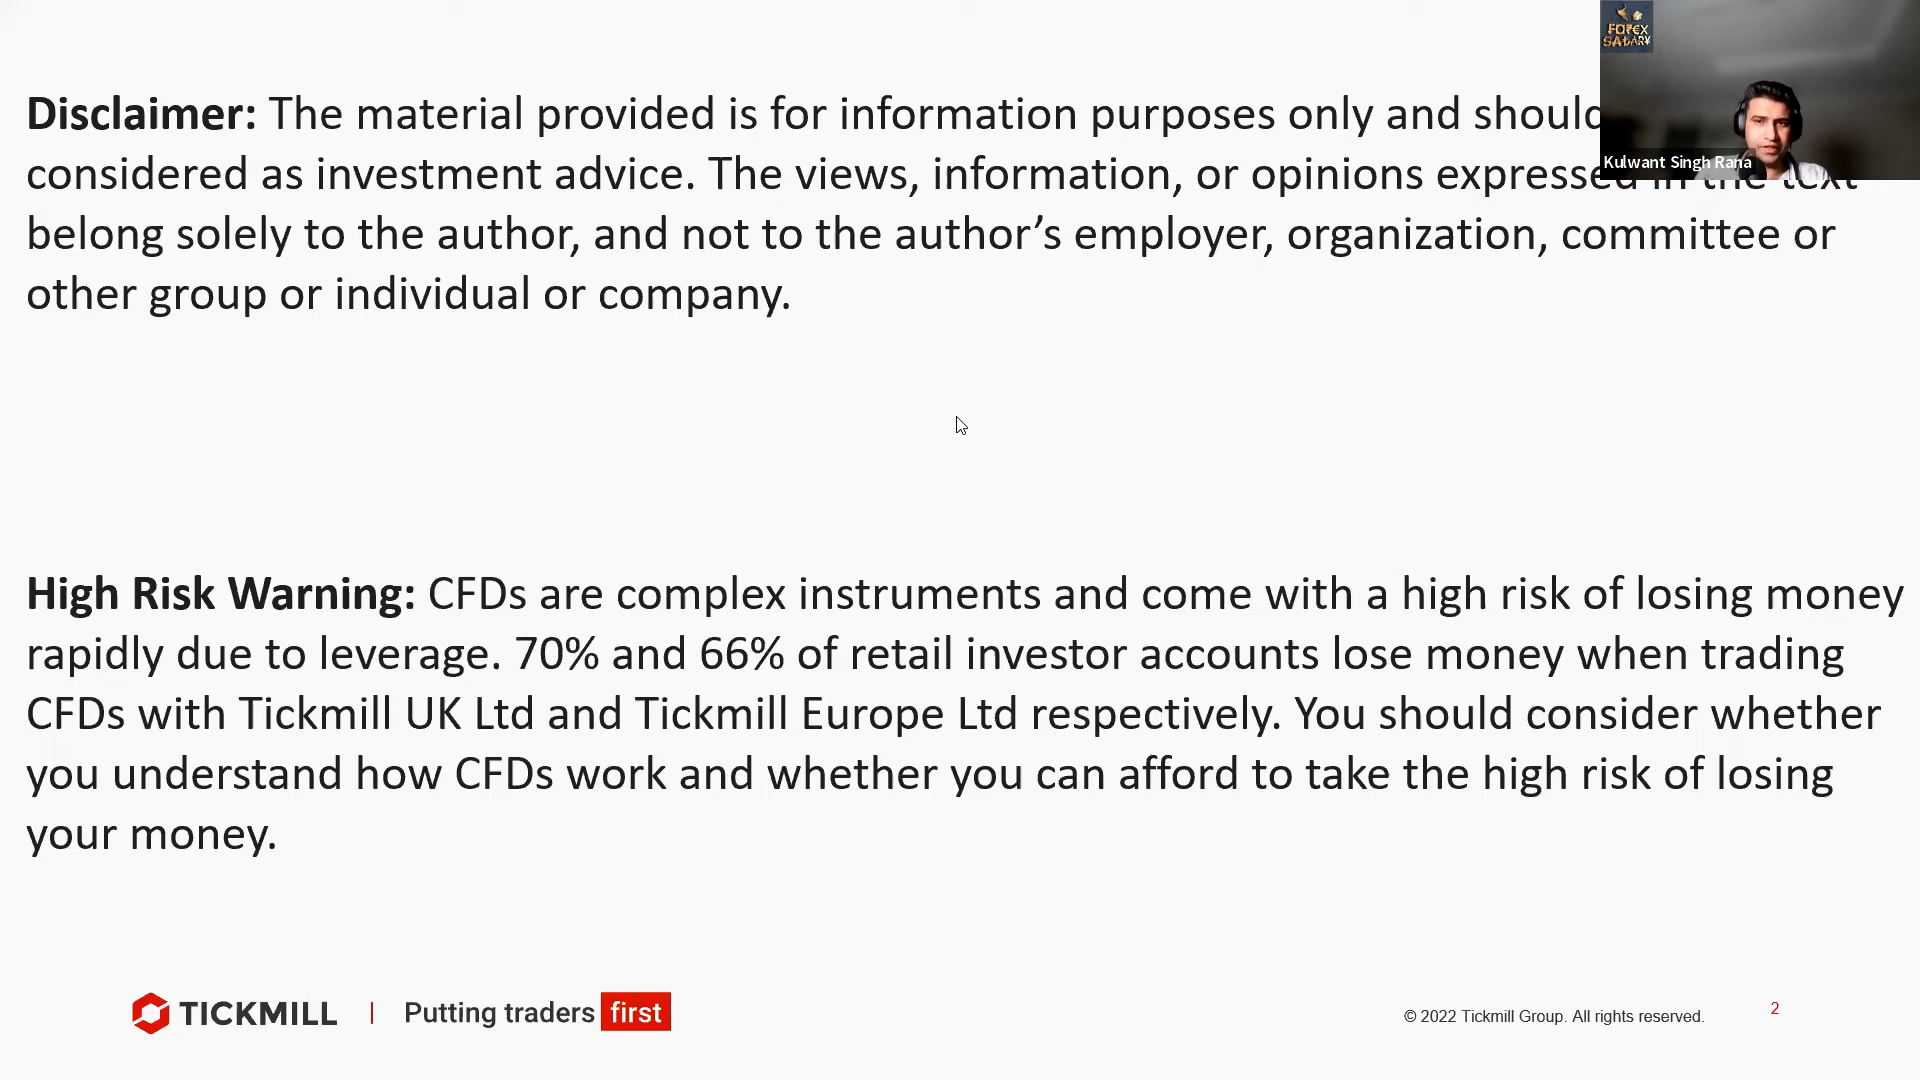 FOREX
SALARY
Disclaimer: The material provided is for information purposes only and should
Kulwant Singh Rana
considered as investment advice. The views, information, or opinions expressed in the text
belong solely to the author, and not to the author’s employer, organization, committee or
other group or individual or company.
High Risk Warning: CFDs are complex instruments and come with a high risk of losing money
rapidly due to leverage. 70% and 66% of retail investor accounts lose money when trading
CFDs with Tickmill UK Ltd and Tickmill Europe Ltd respectively. You should consider whether
you understand how CFDs work and whether you can afford to take the high risk of losing
your money.
TICKMILL | Putting traders first
© 2022 Tickmill Group. All rights reserved. 2